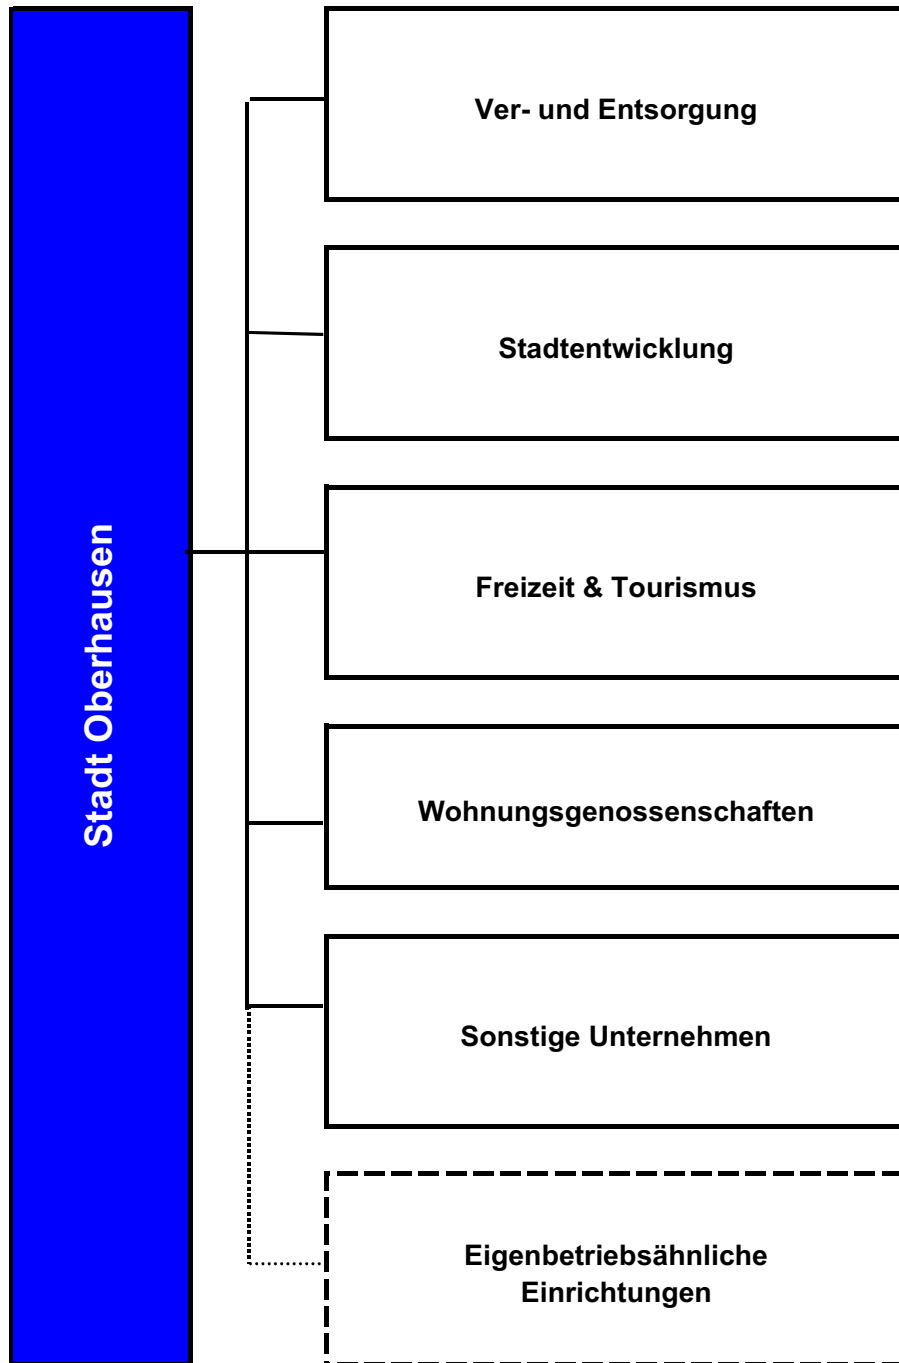 Stadt Oberhausen
Ver- und Entsorgung
Stadtentwicklung
Freizeit & Tourismus
Wohnungsgenossenschaften
Sonstige Unternehmen
Eigenbetriebsähnliche
Einrichtungen